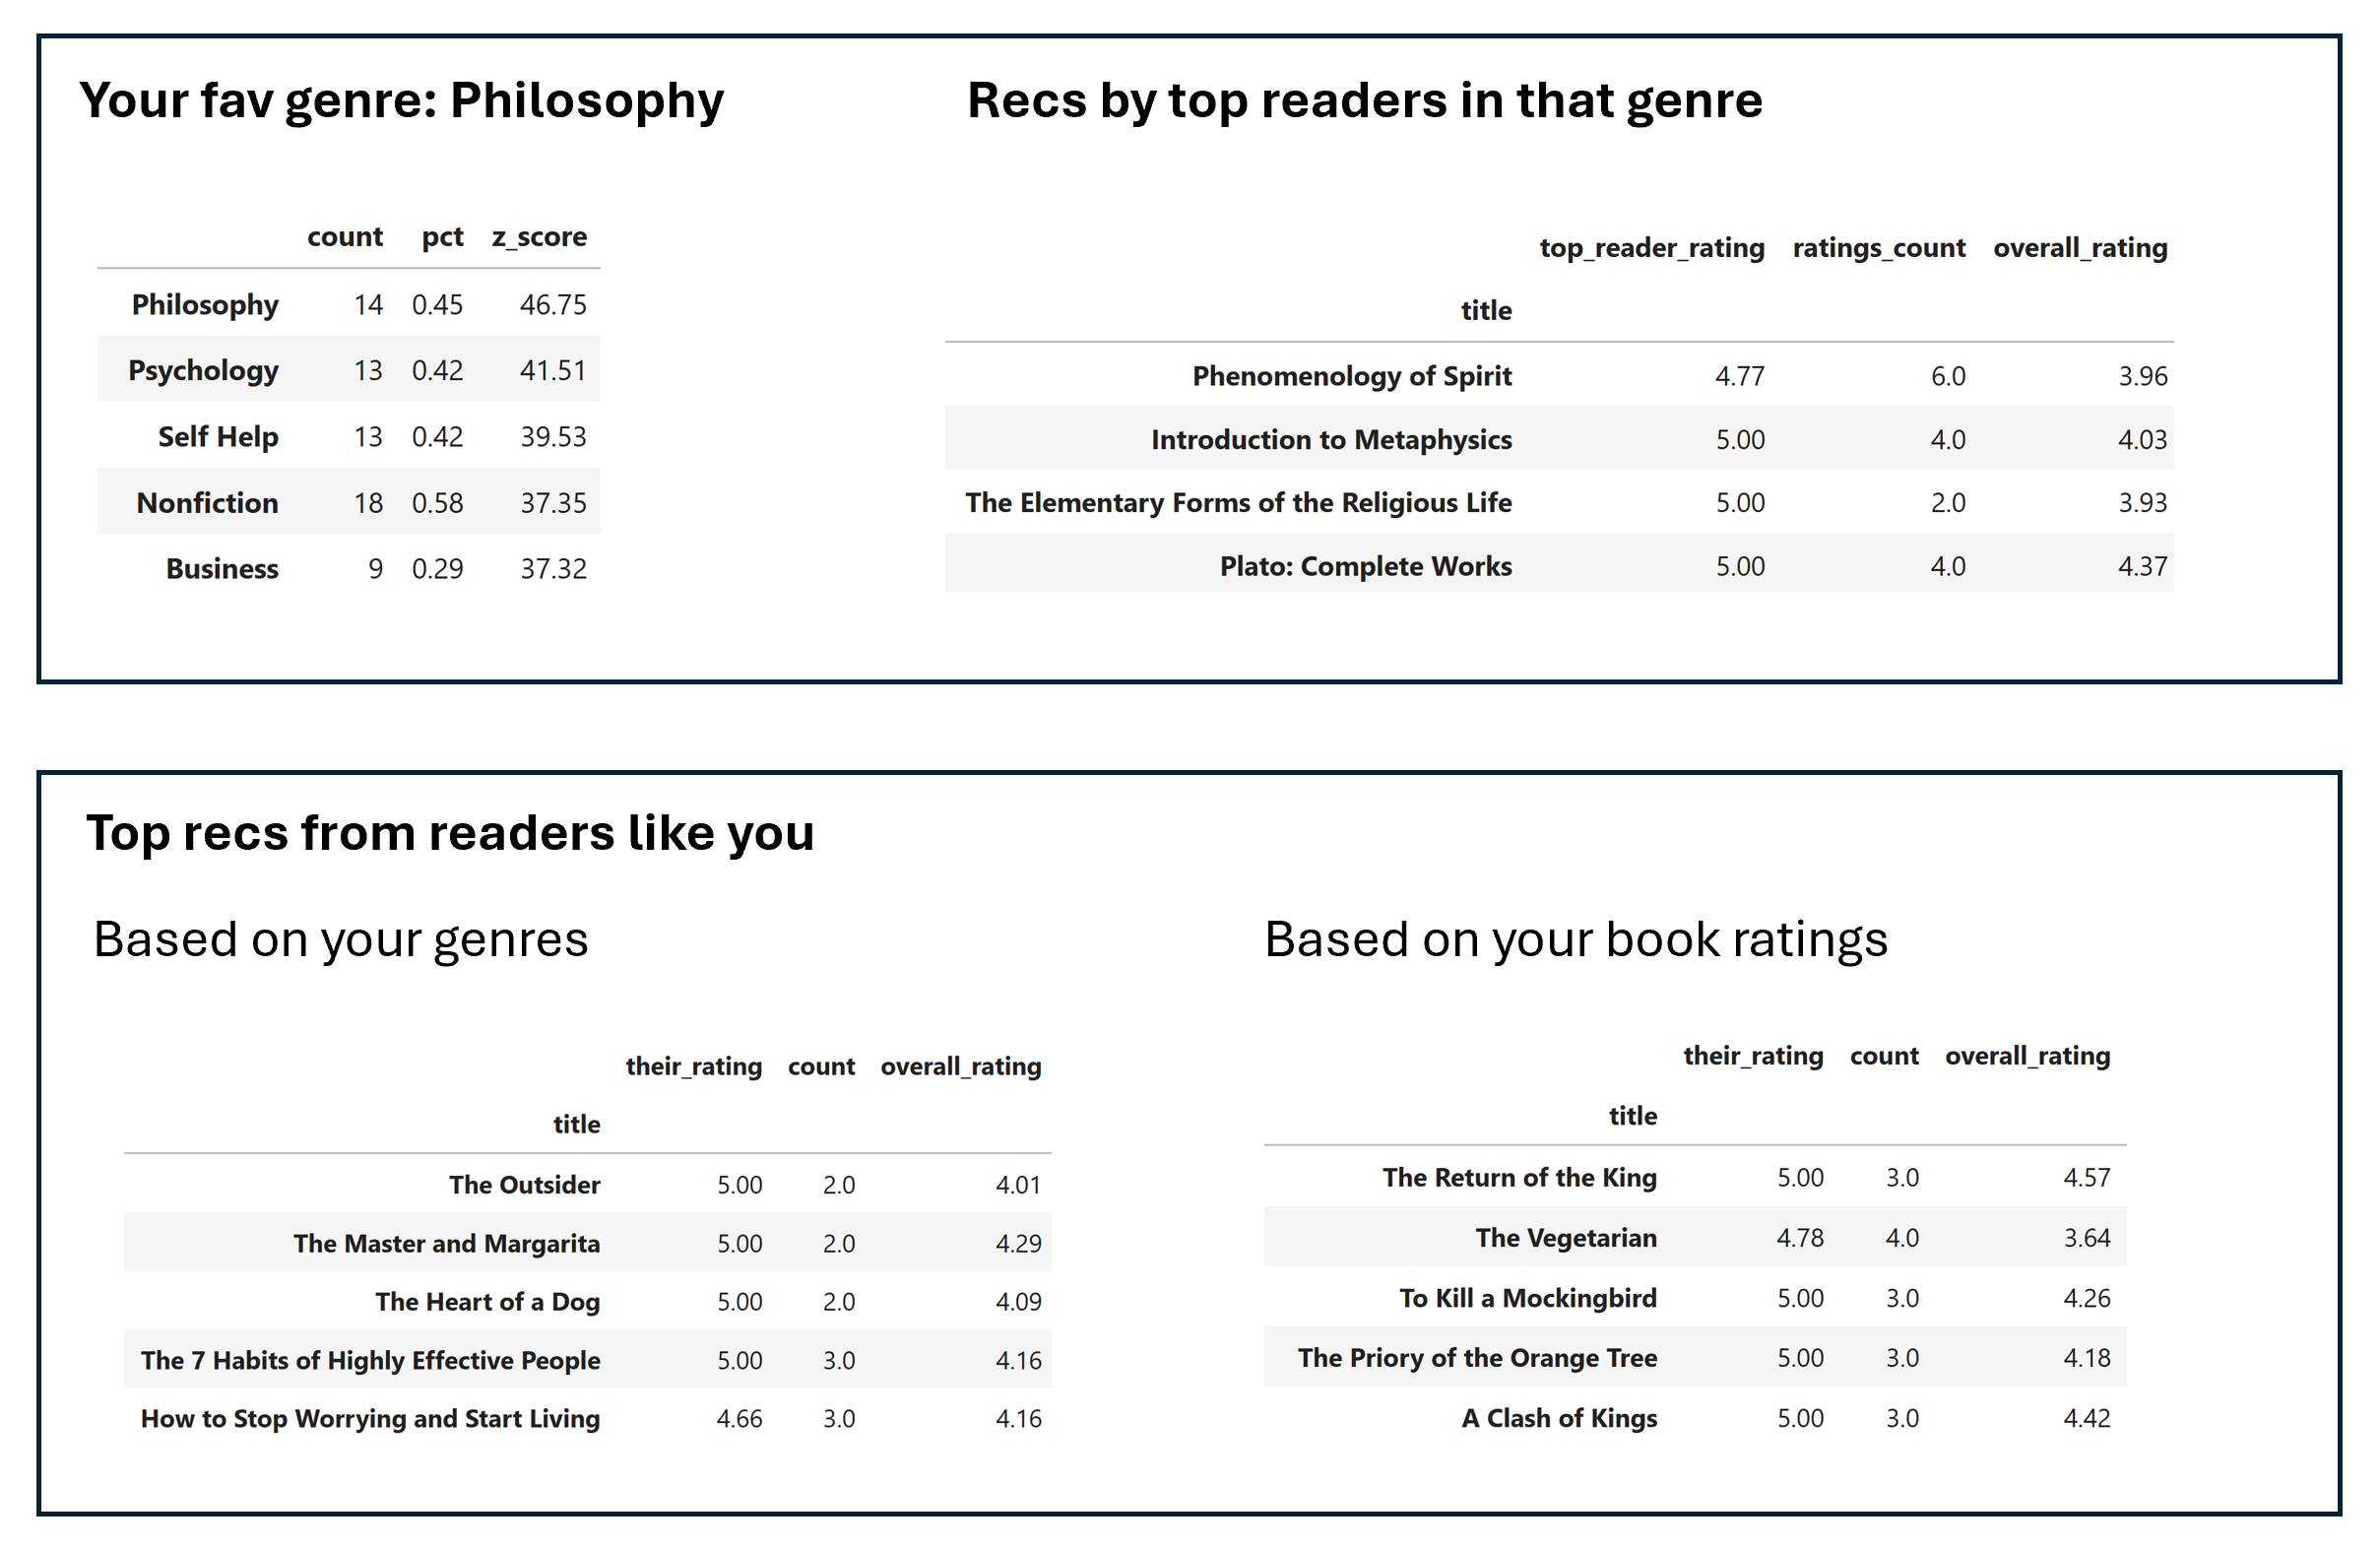 Your fav genre: Philosophy
count pct z_score
Philosophy 14 0.45 46.75
Psychology 13 0.42 41.51
Self Help 13 0.42 39.53
Nonfiction 18 0.58 37.35
Business 9 0.29 37.32
Recs by top readers in that genre
top_reader_rating ratings_count overall_rating
title
Phenomenology of Spirit 4.77 6.0 3.96
Introduction to Metaphysics 5.00 4.0 4.03
The Elementary Forms of the Religious Life 5.00 2.0 3.93
Plato: Complete Works 5.00 4.0 4.37
Top recs from readers like you
Based on your genres
their_rating count overall_rating
title
The Outsider 5.00 2.0 4.01
The Master and Margarita 5.00 2.0 4.29
The Heart of a Dog 5.00 2.0 4.09
The 7 Habits of Highly Effective People 5.00 3.0 4.16
How to Stop Worrying and Start Living 4.66 3.0 4.16
Based on your book ratings
their_rating count overall_rating
title
The Return of the King 5.00 3.0 4.57
The Vegetarian 4.78 4.0 3.64
To Kill a Mockingbird 5.00 3.0 4.26
The Priory of the Orange Tree 5.00 3.0 4.18
A Clash of Kings 5.00 3.0 4.42